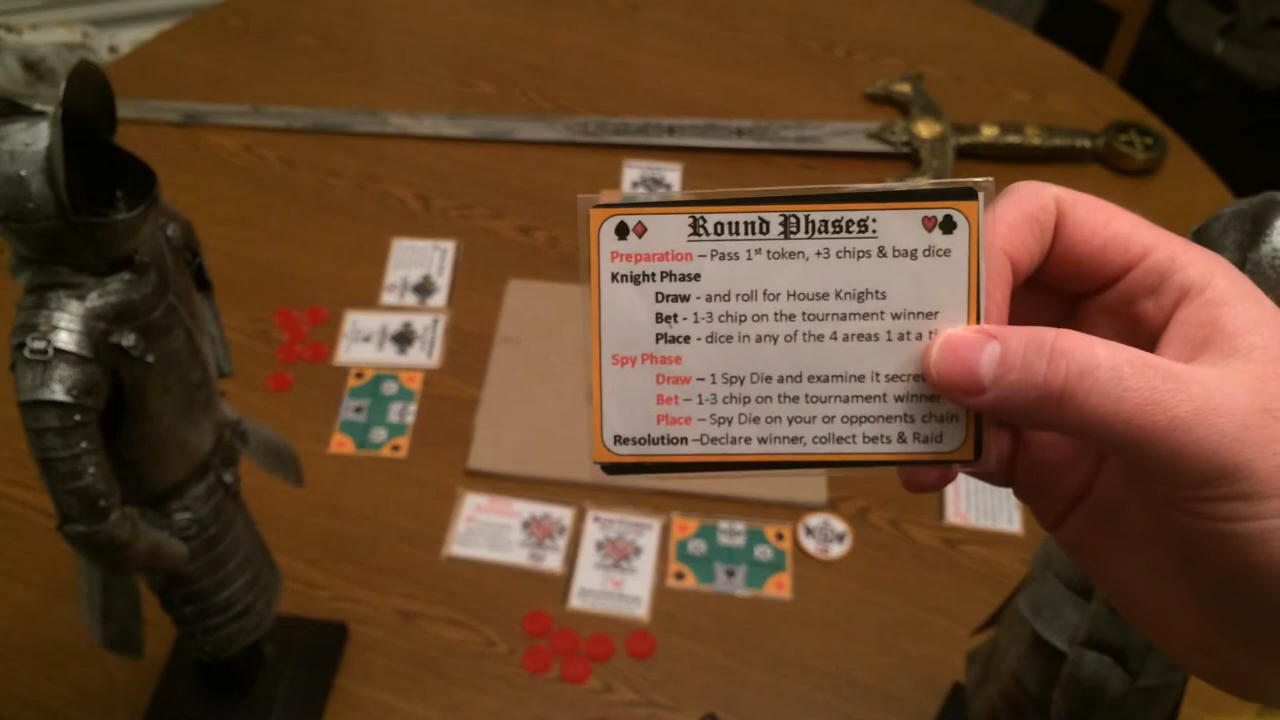 Round Phases:
Preparation – Pass 1st token, +3 chips & bag dice
Knight Phase
Draw - and roll for House Knights
Bet - 1-3 chip on the tournament winner
Place - dice in any of the 4 areas 1 at a
Spy Phase
Draw – 1 Spy Die and examine it
Bet – 1-3 chip on the tournament winner
Place – Spy Die on your or opponents chain
Resolution –Declare winner, collect bets & Raid